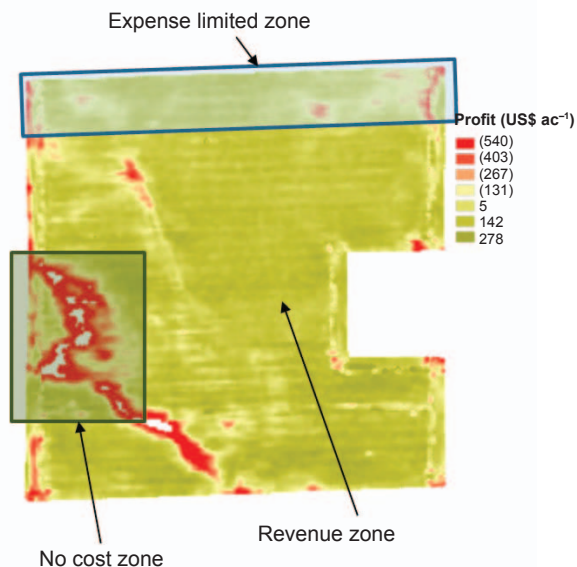 Expense limited zone
Profit (US$ ac⁻¹)
(540)
(403)
(267)
(131)
5
142
278
Revenue zone
No cost zone